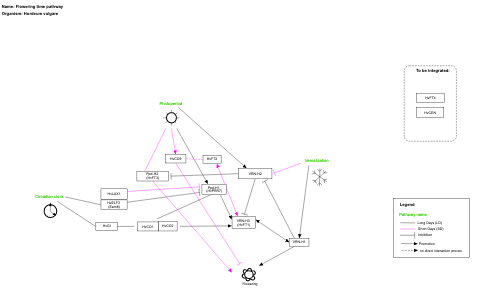 Name: Flowering time pathway
Organism: Hordeum vulgare
To be integrated:
HvFT4
HvCEN
Photoperiod
HvCO9
HvFT2
Ppd-H2
(HvFT3)
VRN-H2
Vernalization
Ppd-H1
(HvPRR37)
Circadian clock
HvLUX1
HvELF3
(Eam8)
HvGI
HvCO1
HvCO2
VRN-H3
(HvFT1)
VRN-H1
Flowering
Legend
Pathway name
Long Days (LD)
Short Days (SD)
Inhibition
Promotion
no direct interaction proven